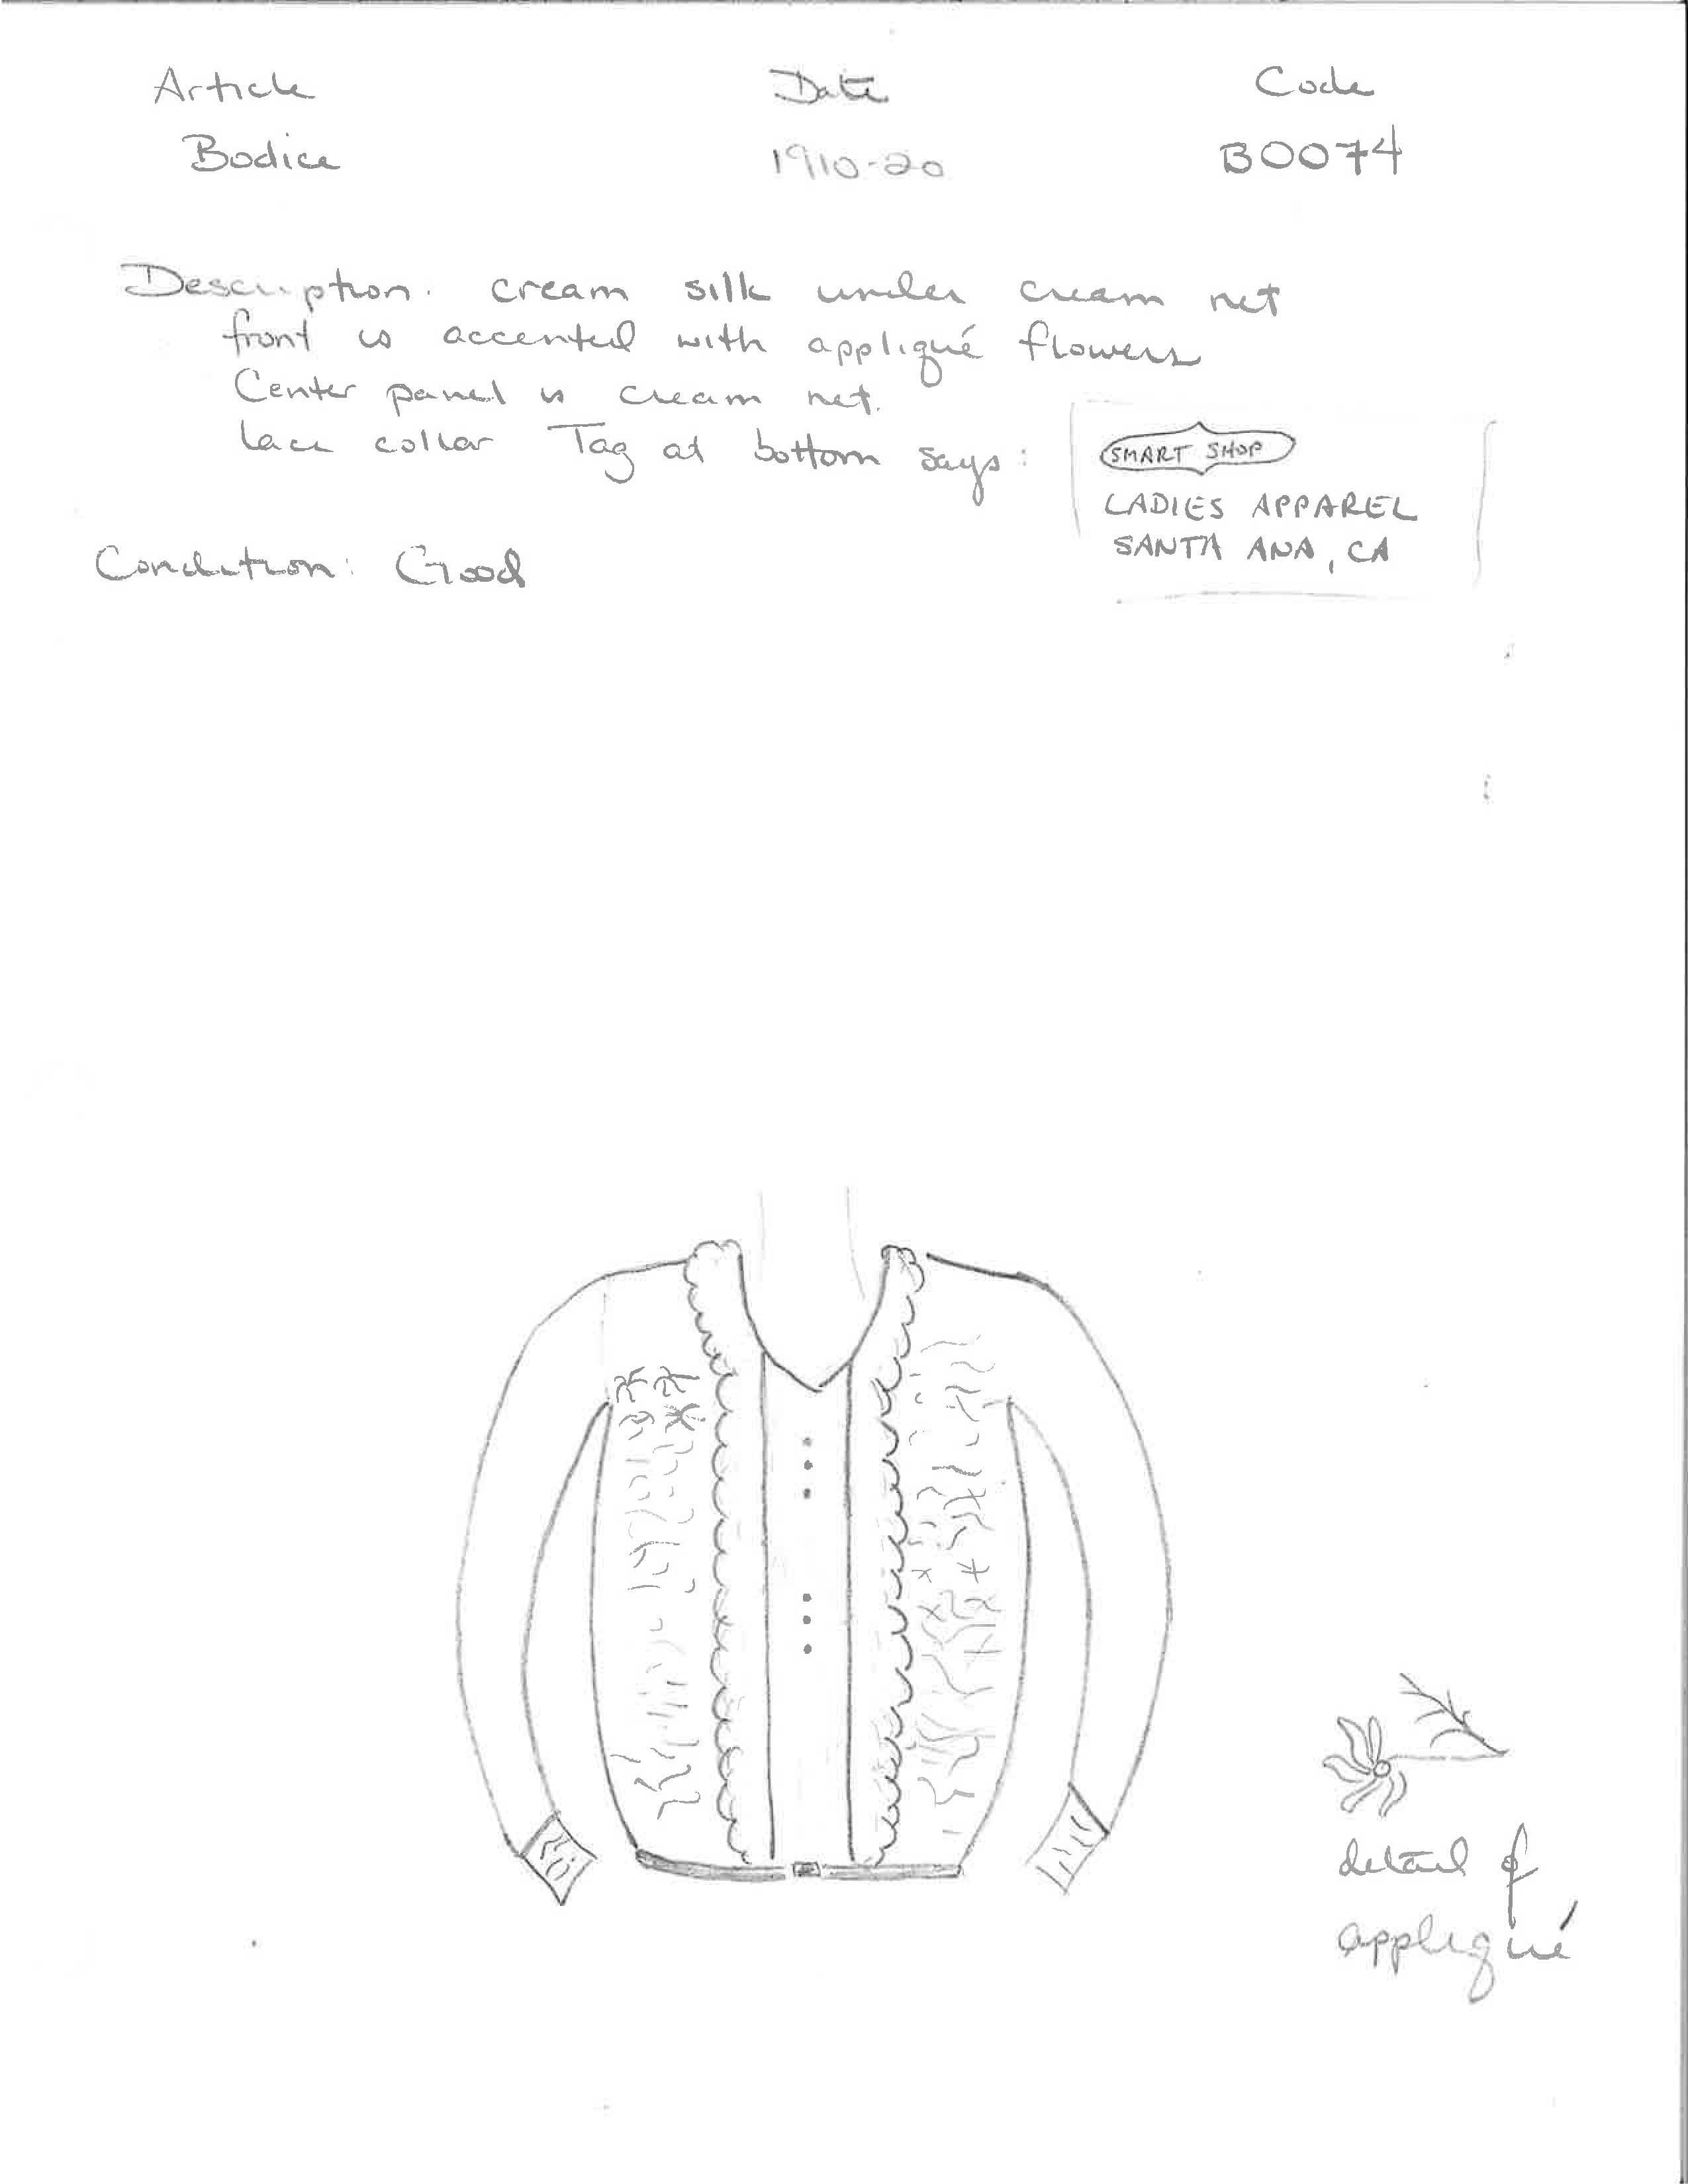 Article Date Code
Bodice 1910-20 B0074
Description. cream silk under cream net
front is accented with appliqué flowers
Center panel is cream net.
lace collar Tag at bottom says:
SMART SHOP
LADIES APPAREL
SANTA ANA, CA
Condition: Good
detail of
appliqué